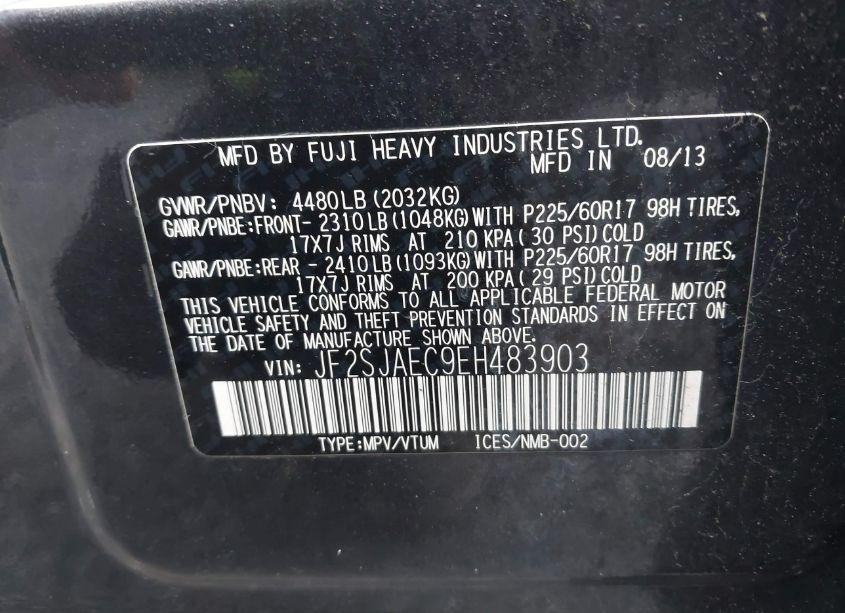 MFD BY FUJI HEAVY INDUSTRIES LTD.
MFD IN 08/13
GVWR/PNBV: 4480LB(2032KG)
GAWR/PNBE:FRONT- 2310LB(1048KG)WITH P225/60R17 98H TIRES,
17X7J RIMS AT 210 KPA( 30 PSI)COLD
GAWR/PNBE:REAR - 2410LB(1093KG)WITH P225/60R17 98H TIRES,
17X7J RIMS AT 200 KPA( 29 PSI)COLD
THIS VEHICLE CONFORMS TO ALL APPLICABLE FEDERAL MOTOR
VEHICLE SAFETY AND THEFT PREVENTION STANDARDS IN EFFECT ON
THE DATE OF MANUFACTURE SHOWN ABOVE.
VIN: JF2SJAEC9EH483903
TYPE:MPV/VTUM ICES/NMB-002